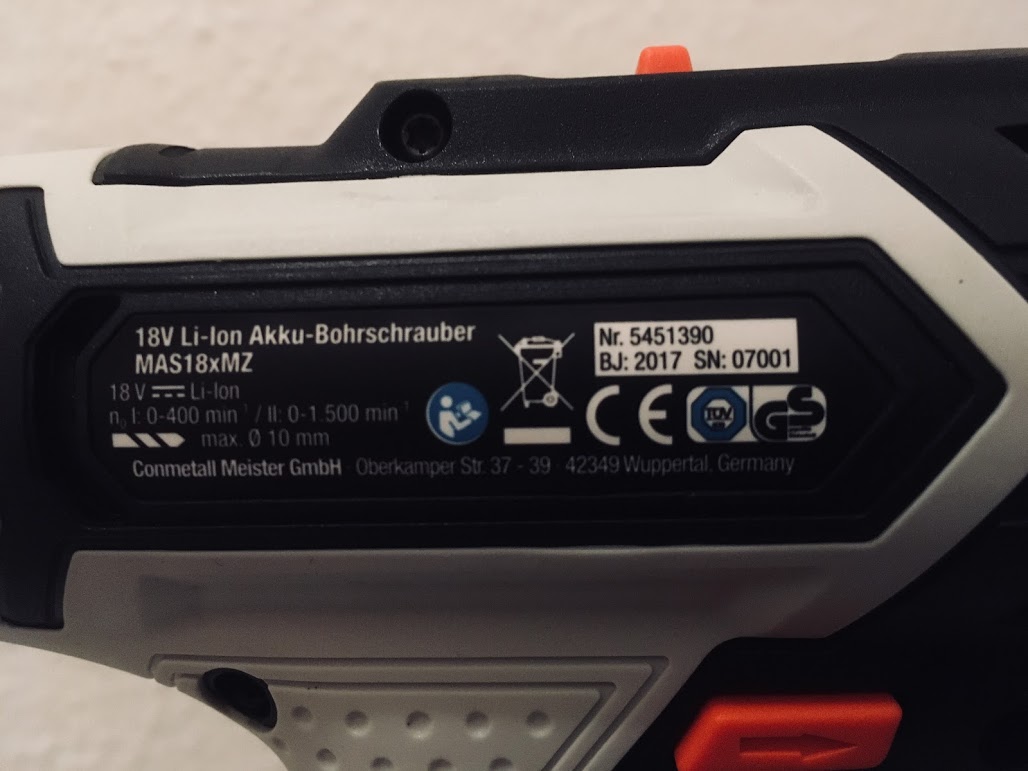 18V Li-Ion Akku-Bohrschrauber
MAS18xMZ
18 V Li-Ion
n₀ I: 0-400 min⁻¹ / II: 0-1.500 min⁻¹
max. Ø 10 mm
Conmetall Meister GmbH · Oberkamper Str. 37 - 39 · 42349 Wuppertal, Germany
Nr. 5451390
BJ: 2017 SN: 07001
CE TÜV GS